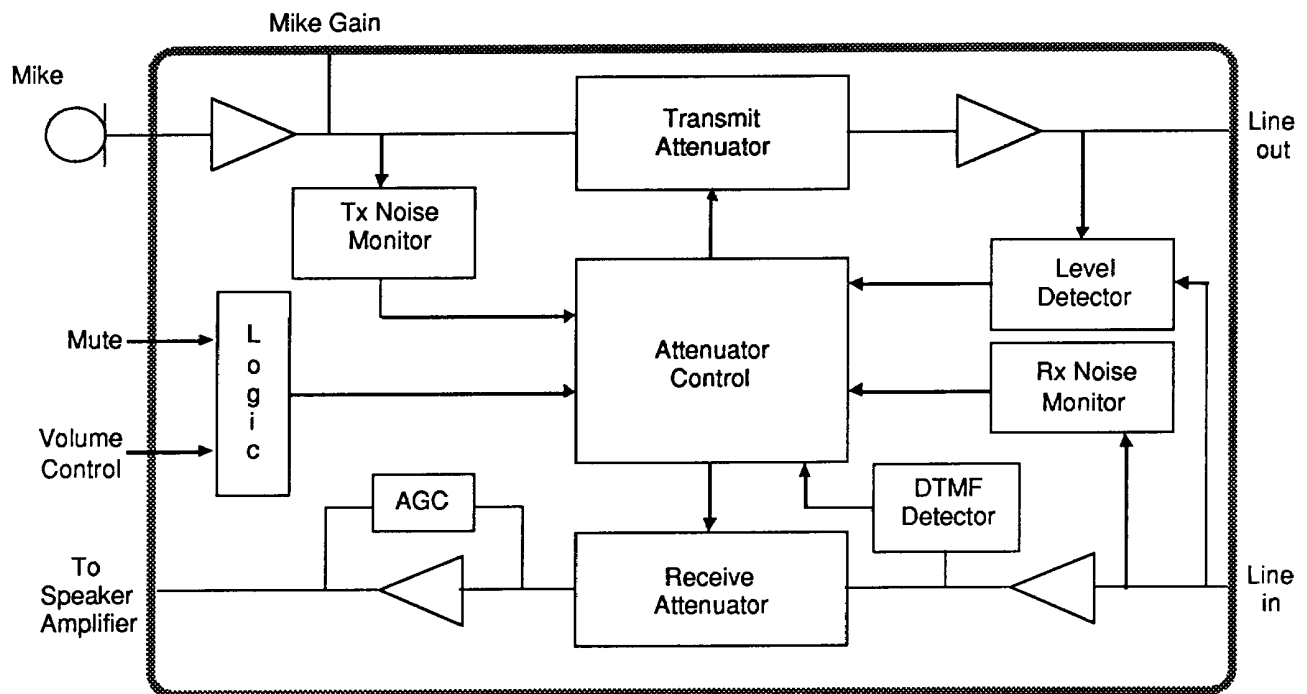 Mike Gain
Mike
Transmit
Attenuator
Line
out
Tx Noise
Monitor
Level
Detector
Mute
Logic
Attenuator
Control
Rx Noise
Monitor
Volume
Control
AGC
DTMF
Detector
To
Speaker
Amplifier
Receive
Attenuator
Line
in